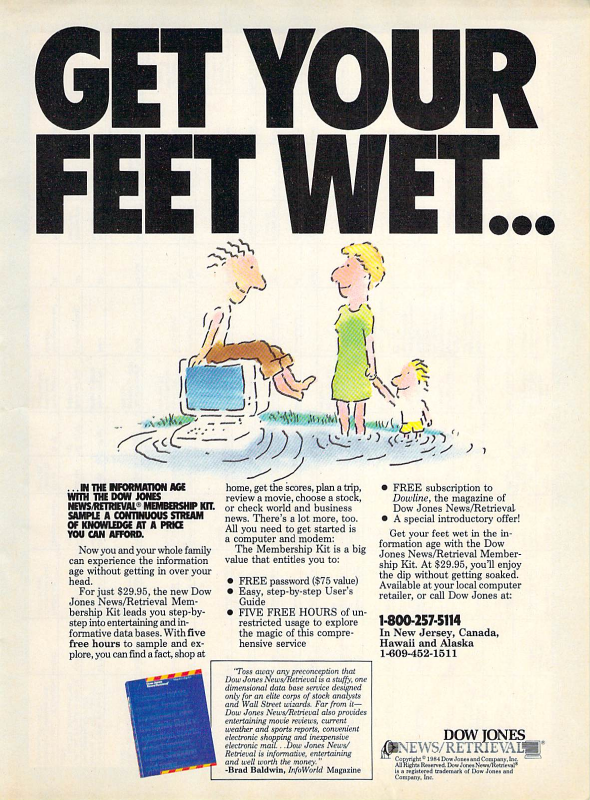 GET YOUR
FEET WET...
...IN THE INFORMATION AGE
WITH THE DOW JONES
NEWS/RETRIEVAL® MEMBERSHIP KIT.
SAMPLE A CONTINUOUS STREAM
OF KNOWLEDGE AT A PRICE
YOU CAN AFFORD.
Now you and your whole family
can experience the information
age without getting in over your
head.
For just $29.95, the new Dow
Jones News/Retrieval Mem-
bership Kit leads you step-by-
step into entertaining and in-
formative data bases. With five
free hours to sample and ex-
plore, you can find a fact, shop at
home, get the scores, plan a trip,
review a movie, choose a stock,
or check world and business
news. There's a lot more, too.
All you need to get started is
a computer and modem:
The Membership Kit is a big
value that entitles you to:
● FREE password ($75 value)
● Easy, step-by-step User's
Guide
● FIVE FREE HOURS of un-
restricted usage to explore
the magic of this compre-
hensive service
● FREE subscription to
Dowline, the magazine of
Dow Jones News/Retrieval
● A special introductory offer!
Get your feet wet in the in-
formation age with the Dow
Jones News/Retrieval Member-
ship Kit. At $29.95, you'll enjoy
the dip without getting soaked.
Available at your local computer
retailer, or call Dow Jones at:
1-800-257-5114
In New Jersey, Canada,
Hawaii and Alaska
1-609-452-1511
"Toss away any preconception that
Dow Jones News/Retrieval is a stuffy, one
dimensional data base service designed
only for an elite corps of stock analysts
and Wall Street wizards. Far from it—
Dow Jones News/Retrieval also provides
entertaining movie reviews, current
weather and sports reports, convenient
electronic shopping and inexpensive
electronic mail...Dow Jones News/
Retrieval is informative, entertaining
and well worth the money."
-Brad Baldwin, InfoWorld Magazine
DOW JONES
NEWS/RETRIEVAL®
Copyright © 1984 Dow Jones and Company, Inc.
All Rights Reserved. Dow Jones News/Retrieval®
is a registered trademark of Dow Jones and
Company, Inc.